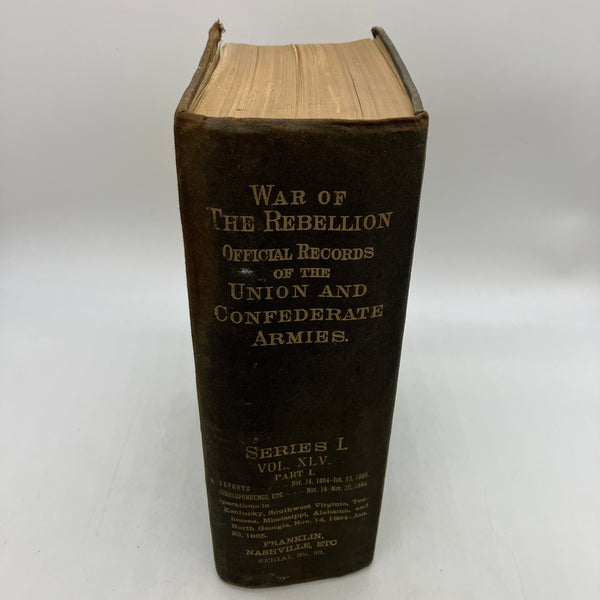 WAR OF
THE REBELLION
OFFICIAL RECORDS
OF THE
UNION AND
CONFEDERATE
ARMIES.
SERIES I.
VOL. XLV.
PART I.
REPORTS . . . . . . Nov. 14, 1864-Jan. 23, 1865.
CORRESPONDENCE, ETC. . . . Nov. 14-Nov. 30, 1864.
Operations in
Kentucky, Southwest Virginia, Ten-
nessee, Mississippi, Alabama, and
North Georgia, Nov. 14, 1864-Jan.
23, 1865.
FRANKLIN,
NASHVILLE, ETC
SERIAL No. 93.